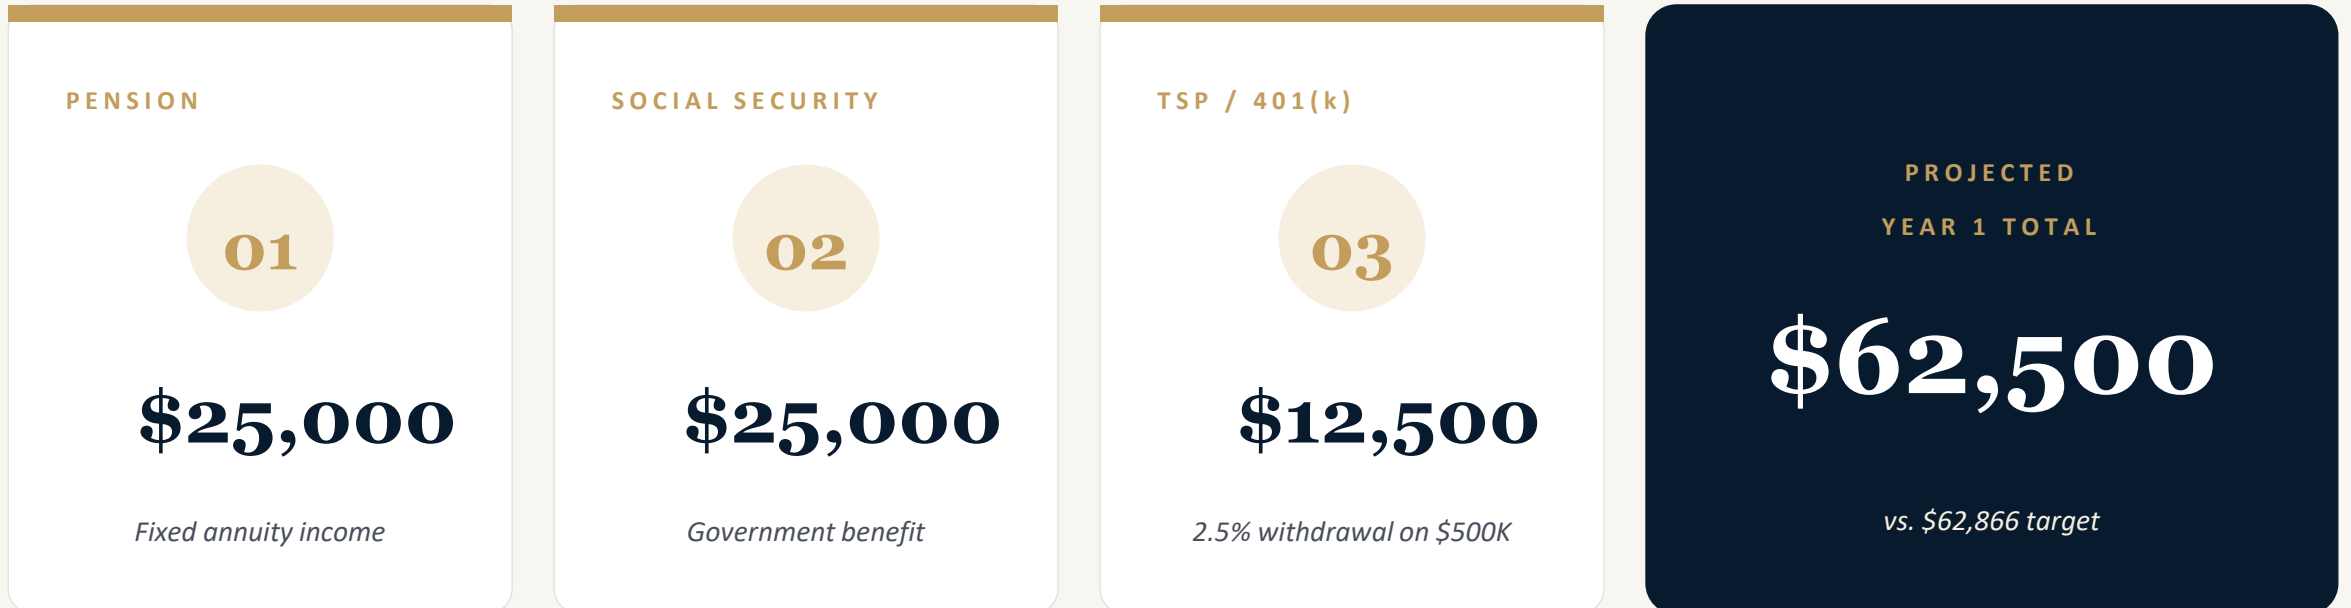 PENSION
01
$25,000
Fixed annuity income
SOCIAL SECURITY
02
$25,000
Government benefit
TSP / 401(k)
03
$12,500
2.5% withdrawal on $500K
PROJECTED
YEAR 1 TOTAL
$62,500
vs. $62,866 target